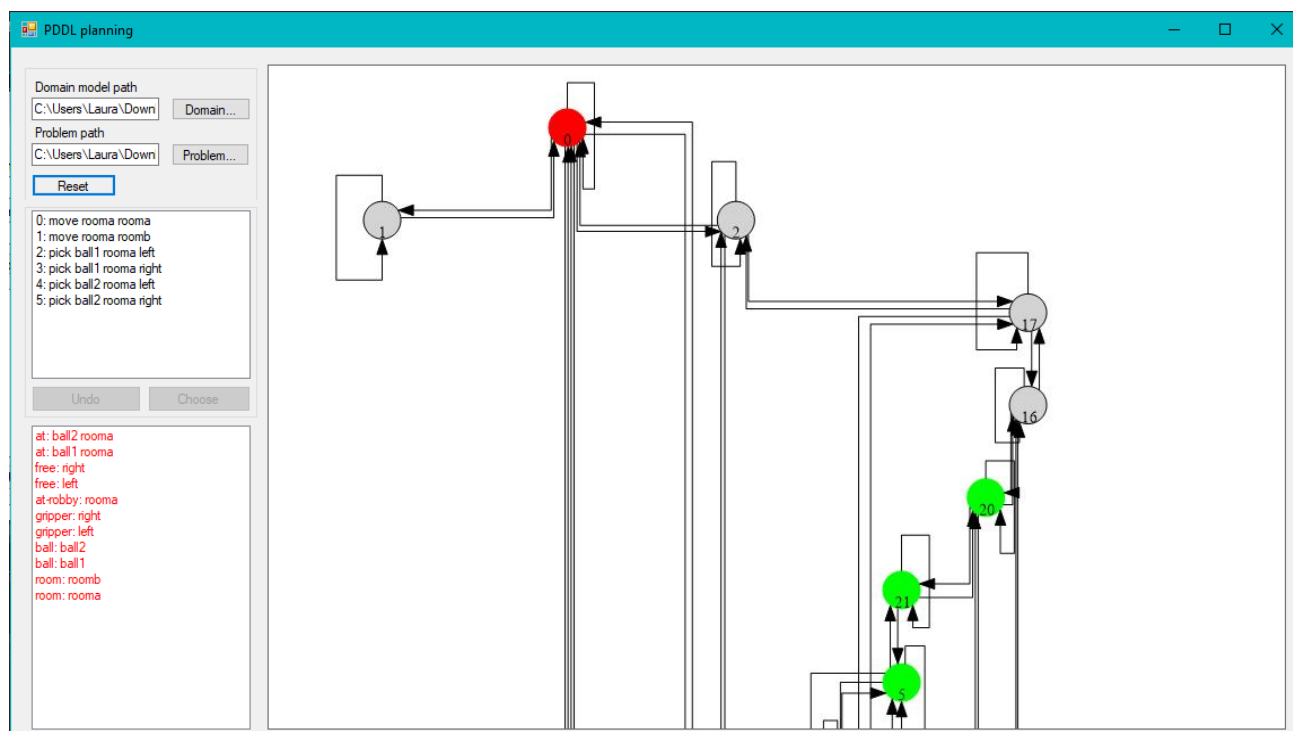 PDDL planning
Domain model path
C:\Users\Laura\Down
Domain...
Problem path
C:\Users\Laura\Down
Problem...
Reset
0: move rooma rooma
1: move rooma roomb
2: pick ball1 rooma left
3: pick ball1 rooma right
4: pick ball2 rooma left
5: pick ball2 rooma right
Undo
Choose
at: ball2 rooma
at: ball1 rooma
free: right
free: left
at-robby: rooma
gripper: right
gripper: left
ball: ball2
ball: ball1
room: roomb
room: rooma
0
1
2
17
16
20
21
5